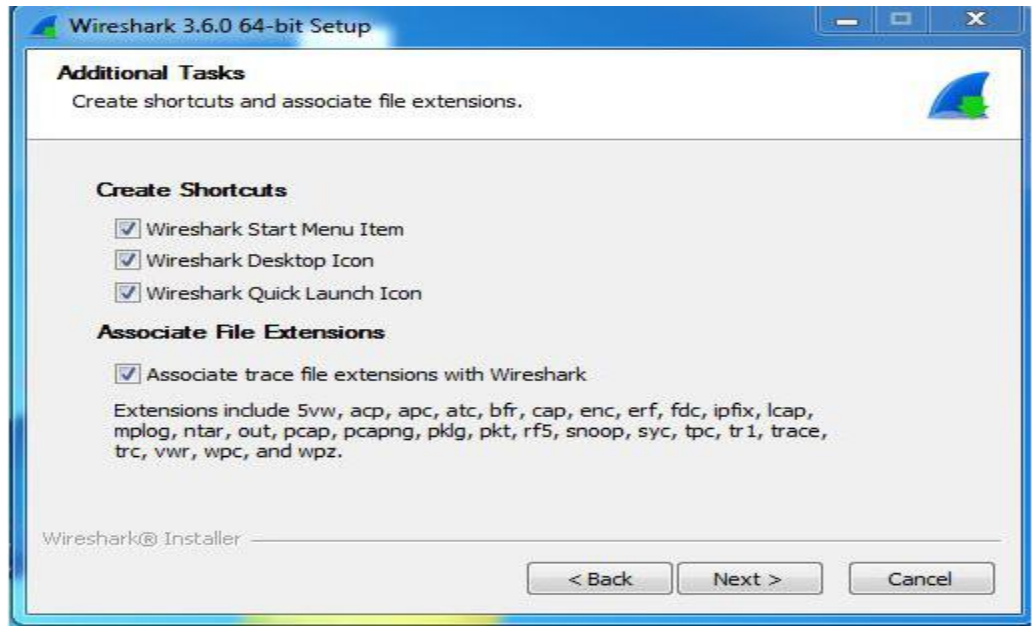 Wireshark 3.6.0 64-bit Setup
Additional Tasks
Create shortcuts and associate file extensions.
Create Shortcuts
Wireshark Start Menu Item
Wireshark Desktop Icon
Wireshark Quick Launch Icon
Associate File Extensions
Associate trace file extensions with Wireshark
Extensions include 5vw, acp, apc, atc, bfr, cap, enc, erf, fdc, ipfix, lcap,
mplog, ntar, out, pcap, pcapng, pklg, pkt, rf5, snoop, syc, tpc, tr1, trace,
trc, vwr, wpc, and wpz.
Wireshark® Installer
< Back Next > Cancel